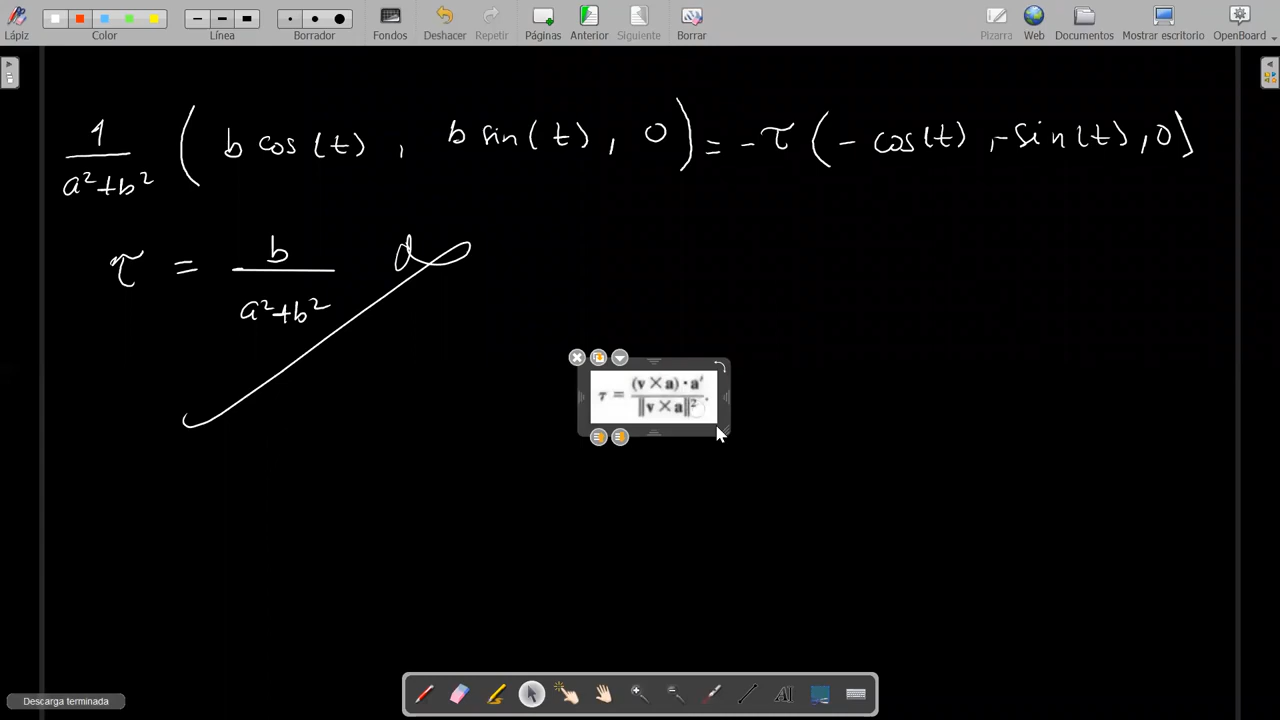 Lápiz Color Línea Borrador Fondos Deshacer Repetir Páginas Anterior Siguiente Borrar Pizarra Web Documentos Mostrar escritorio OpenBoard
1/(a²+b²) ( b cos(t) , b sin(t) , 0 ) = -τ ( - cos(t) , - sin(t) , 0 )
τ = b/(a²+b²)
τ = (v × a) · a′ / ‖v × a‖² .
Descarga terminada